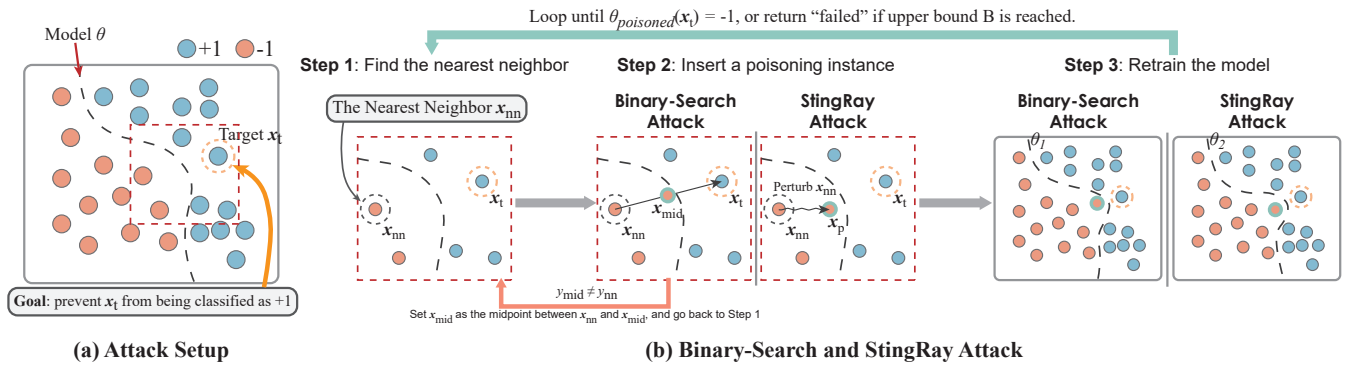 Loop until θpoisoned(xt) = -1, or return “failed” if upper bound B is reached.
Model θ
+1 -1
Target xt
Goal: prevent xt from being classified as +1
(a) Attack Setup
Step 1: Find the nearest neighbor
The Nearest Neighbor xnn
xt
xnn
Step 2: Insert a poisoning instance
Binary-Search
Attack
xmid
xt
xnn
StingRay
Attack
Perturb xnn
xt
xnn
xp
ymid ≠ ynn
Set xmid as the midpoint between xnn and xmid, and go back to Step 1
Step 3: Retrain the model
Binary-Search
Attack
θ1
StingRay
Attack
θ2
(b) Binary-Search and StingRay Attack